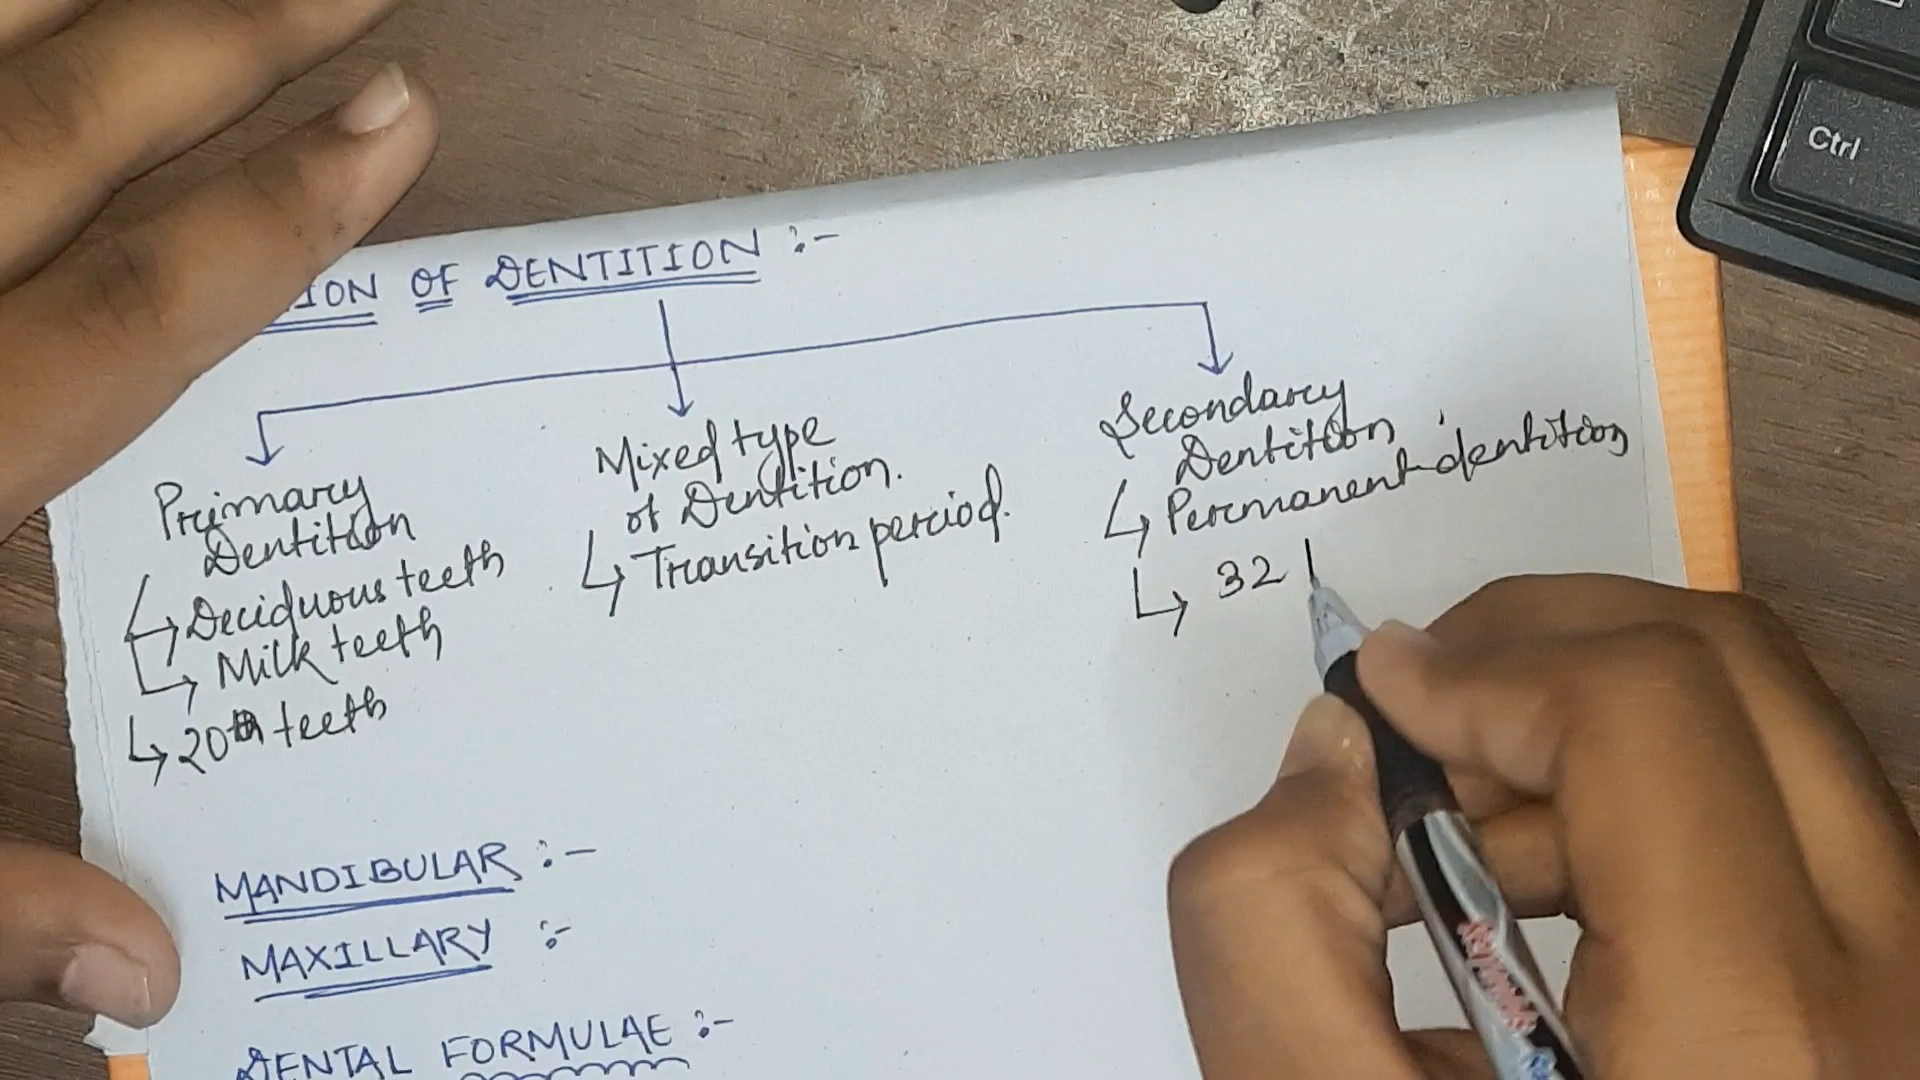 ION OF DENTITION :-
Primary
Dentition
Deciduous teeth
Milk teeth
20 teeth
Mixed type
of Dentition.
Transition period.
Secondary
Dentition
Permanent dentition
32
MANDIBULAR :-
MAXILLARY :-
DENTAL FORMULAE :-
Ctrl